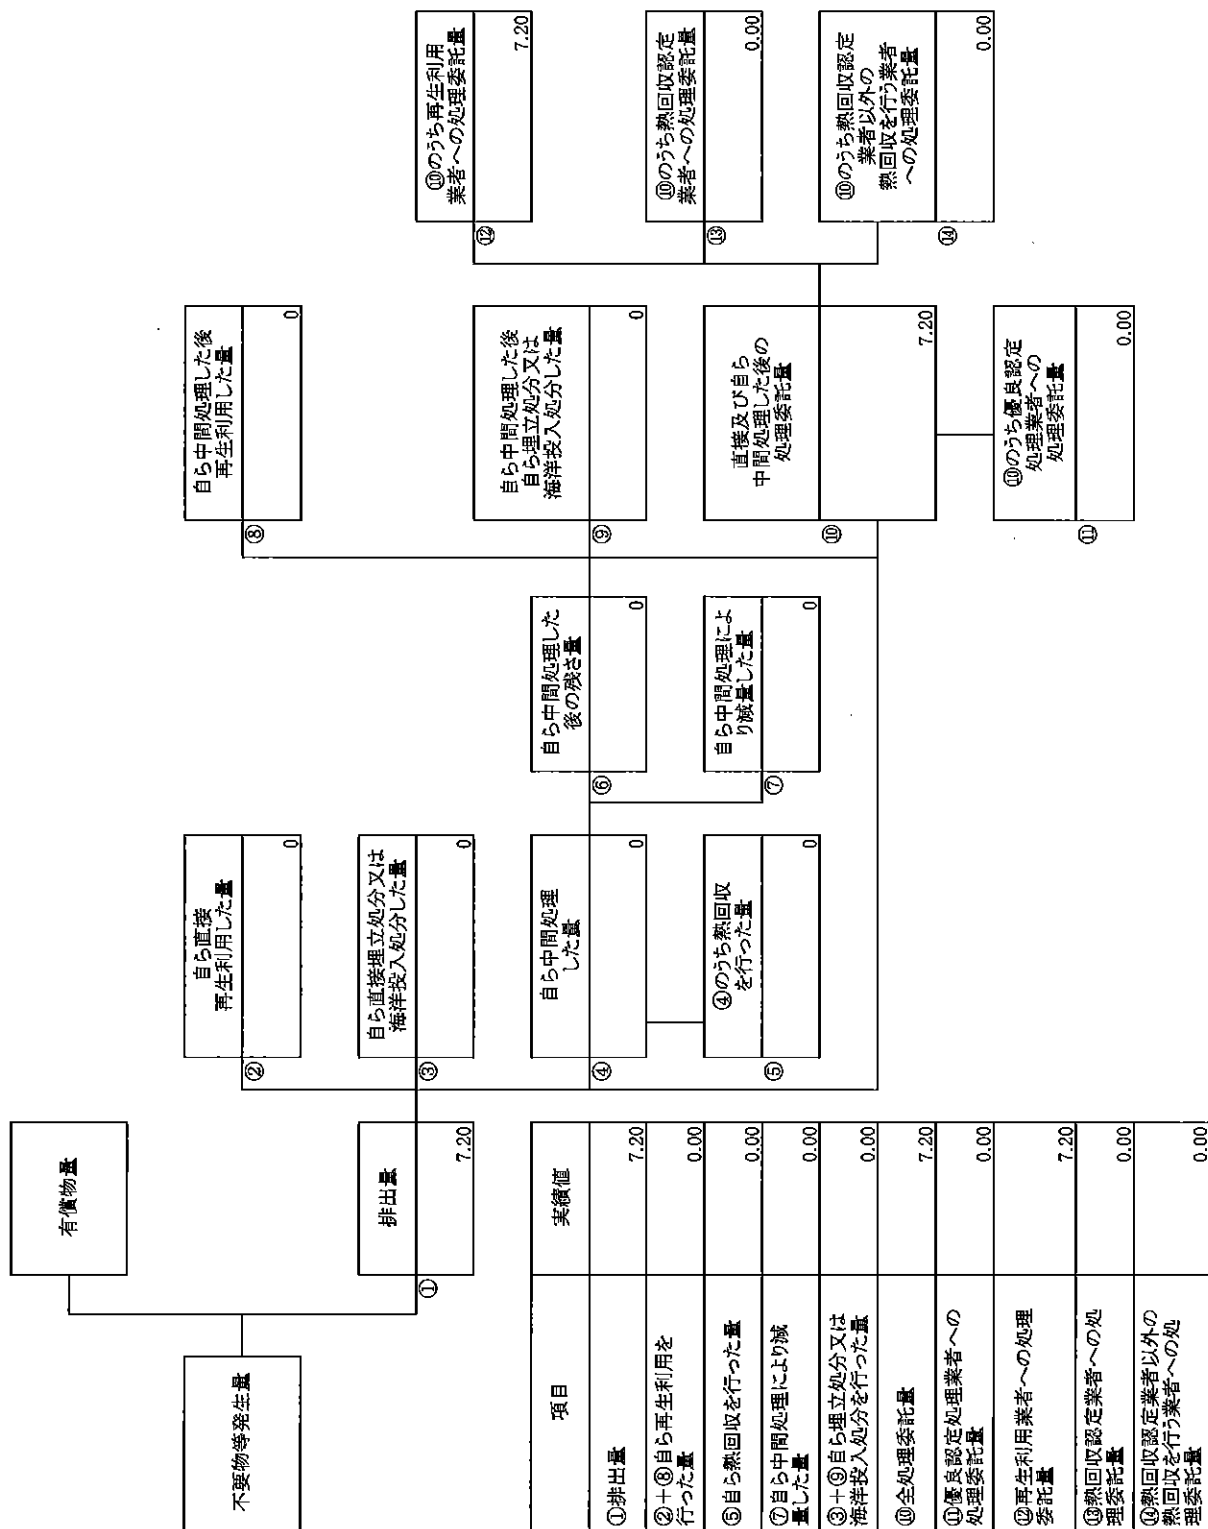 不要物等発生量
有償物量
①
排出量
7.20
②
自ら直接
再生利用した量
0
③
自ら直接埋立処分又は
海洋投入処分した量
0
④
自ら中間処理
した量
0
⑤
④のうち熱回収
を行った量
0
⑥
自ら中間処理した
後の残さ量
0
⑦
自ら中間処理によ
り減量した量
0
⑧
自ら中間処理した後
再生利用した量
0
⑨
自ら中間処理した後
自ら埋立処分又は
海洋投入処分した量
0
⑩
直接及び自ら
中間処理した後の
処理委託量
7.20
⑪
⑩のうち優良認定
処理業者への
処理委託量
0.00
⑫
⑩のうち再生利用
業者への処理委託量
7.20
⑬
⑩のうち熱回収認定
業者への処理委託量
0.00
⑭
⑩のうち熱回収認定
業者以外の
熱回収を行う業者
への処理委託量
0.00
項目
実績値
①排出量
7.20
②+⑧自ら再生利用を
行った量
0.00
⑤自ら熱回収を行った量
0.00
⑦自ら中間処理により減
量した量
0.00
③+⑨自ら埋立処分又は
海洋投入処分を行った量
0.00
⑩全処理委託量
7.20
⑪優良認定処理業者への
処理委託量
0.00
⑫再生利用業者への処理
委託量
7.20
⑬熱回収認定業者への処
理委託量
0.00
⑭熱回収認定業者以外の
熱回収を行う業者への処
理委託量
0.00